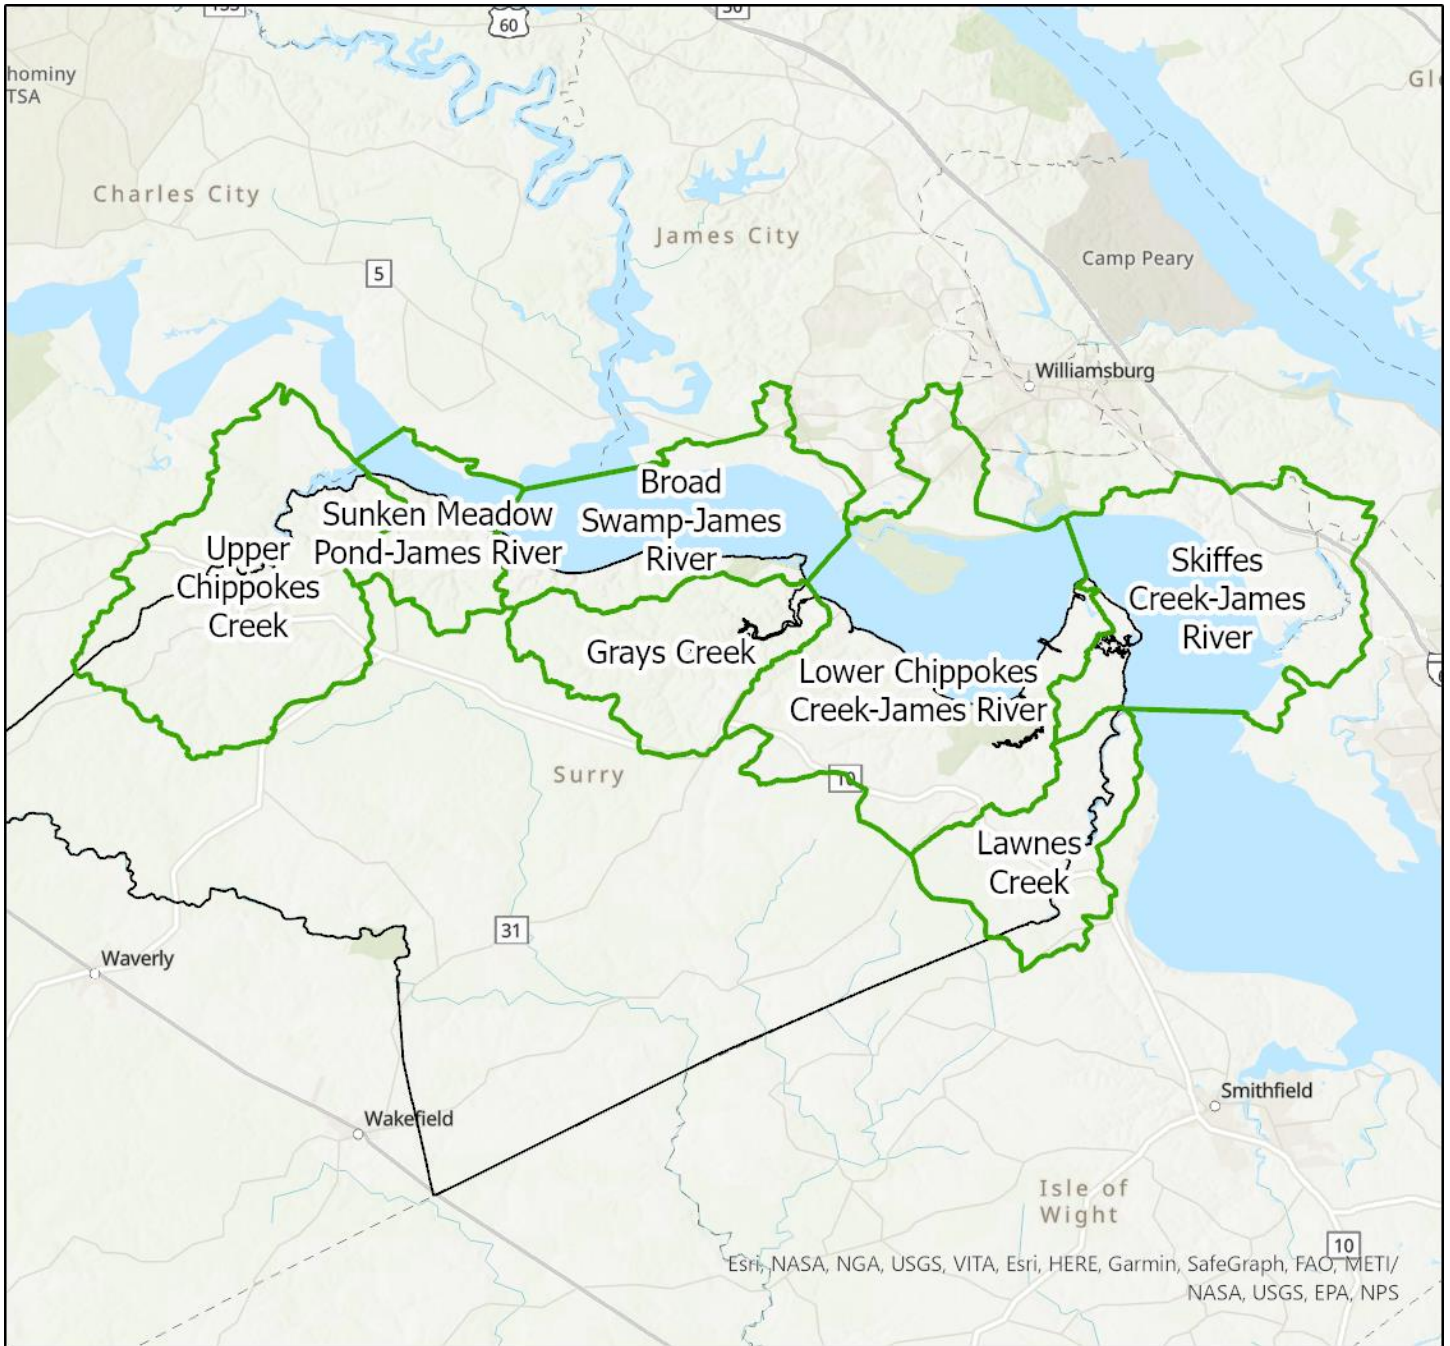 60
hominy
TSA
Charles City
James City
Camp Peary
5
Williamsburg
Broad
Swamp-James
River
Sunken Meadow
Pond-James River
Upper
Chippokes
Creek
Skiffes
Creek-James
River
Grays Creek
Lower Chippokes
Creek-James River
Surry
10
Lawnes
Creek
31
Waverly
Wakefield
Smithfield
Isle of
Wight
10
Esri, NASA, NGA, USGS, VITA, Esri, HERE, Garmin, SafeGraph, FAO, METI/
NASA, USGS, EPA, NPS